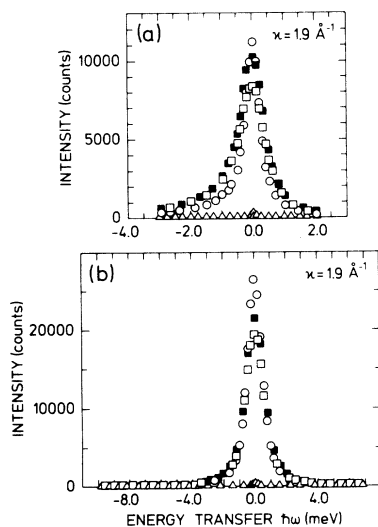 (a)
ϰ = 1.9 Å⁻¹
INTENSITY (counts)
10000
5000
0
-4.0 -2.0 0 2.0
(b)
ϰ = 1.9 Å⁻¹
INTENSITY (counts)
20000
10000
0
-8.0 -4.0 0.0 4.0
ENERGY TRANSFER ħω (meV)